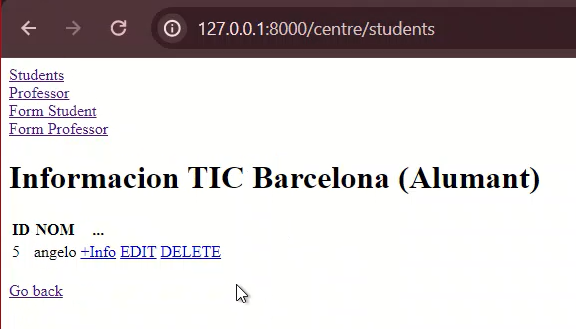 127.0.0.1:8000/centre/students
Students
Professor
Form Student
Form Professor
Informacion TIC Barcelona (Alumant)
ID NOM ...
5 angelo +Info EDIT DELETE
Go back